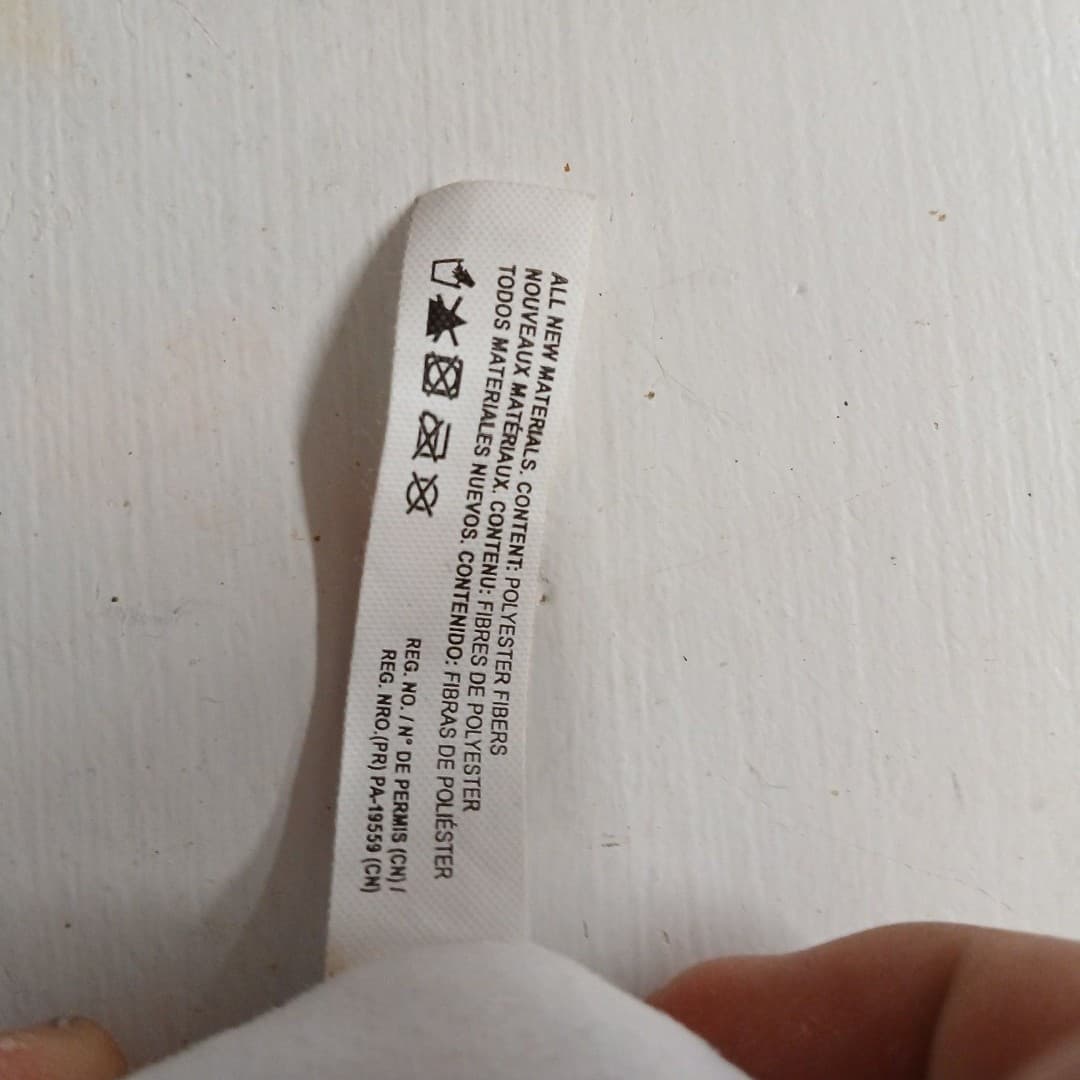 ALL NEW MATERIALS. CONTENT: POLYESTER FIBERS
NOUVEAUX MATÉRIAUX. CONTENU: FIBRES DE POLYESTER
TODOS MATERIALES NUEVOS. CONTENIDO: FIBRAS DE POLIÉSTER
REG. NO. / N° DE PERMIS (CN) /
REG. NRO.(PR) PA-19559 (CN)